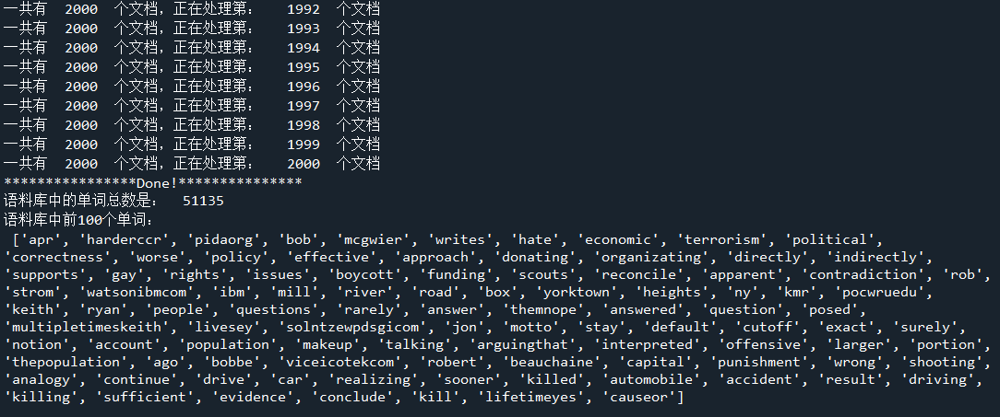 一共有 2000 个文档，正在处理第： 1992 个文档
一共有 2000 个文档，正在处理第： 1993 个文档
一共有 2000 个文档，正在处理第： 1994 个文档
一共有 2000 个文档，正在处理第： 1995 个文档
一共有 2000 个文档，正在处理第： 1996 个文档
一共有 2000 个文档，正在处理第： 1997 个文档
一共有 2000 个文档，正在处理第： 1998 个文档
一共有 2000 个文档，正在处理第： 1999 个文档
一共有 2000 个文档，正在处理第： 2000 个文档
****************Done!***************
语料库中的单词总数是： 51135
语料库中前100个单词：
['apr', 'harderccr', 'pidaorg', 'bob', 'mcgwier', 'writes', 'hate', 'economic', 'terrorism', 'political',
'correctness', 'worse', 'policy', 'effective', 'approach', 'donating', 'organizating', 'directly', 'indirectly',
'supports', 'gay', 'rights', 'issues', 'boycott', 'funding', 'scouts', 'reconcile', 'apparent', 'contradiction', 'rob',
'strom', 'watsonibmcom', 'ibm', 'mill', 'river', 'road', 'box', 'yorktown', 'heights', 'ny', 'kmr', 'pocwruedu',
'keith', 'ryan', 'people', 'questions', 'rarely', 'answer', 'themnope', 'answered', 'question', 'posed',
'multipletimeskeith', 'livesey', 'solntzewpdsgicom', 'jon', 'motto', 'stay', 'default', 'cutoff', 'exact', 'surely',
'notion', 'account', 'population', 'makeup', 'talking', 'arguingthat', 'interpreted', 'offensive', 'larger', 'portion',
'thepopulation', 'ago', 'bobbe', 'viceicotekcom', 'robert', 'beauchaine', 'capital', 'punishment', 'wrong', 'shooting',
'analogy', 'continue', 'drive', 'car', 'realizing', 'sooner', 'killed', 'automobile', 'accident', 'result', 'driving',
'killing', 'sufficient', 'evidence', 'conclude', 'kill', 'lifetimeyes', 'causeor']